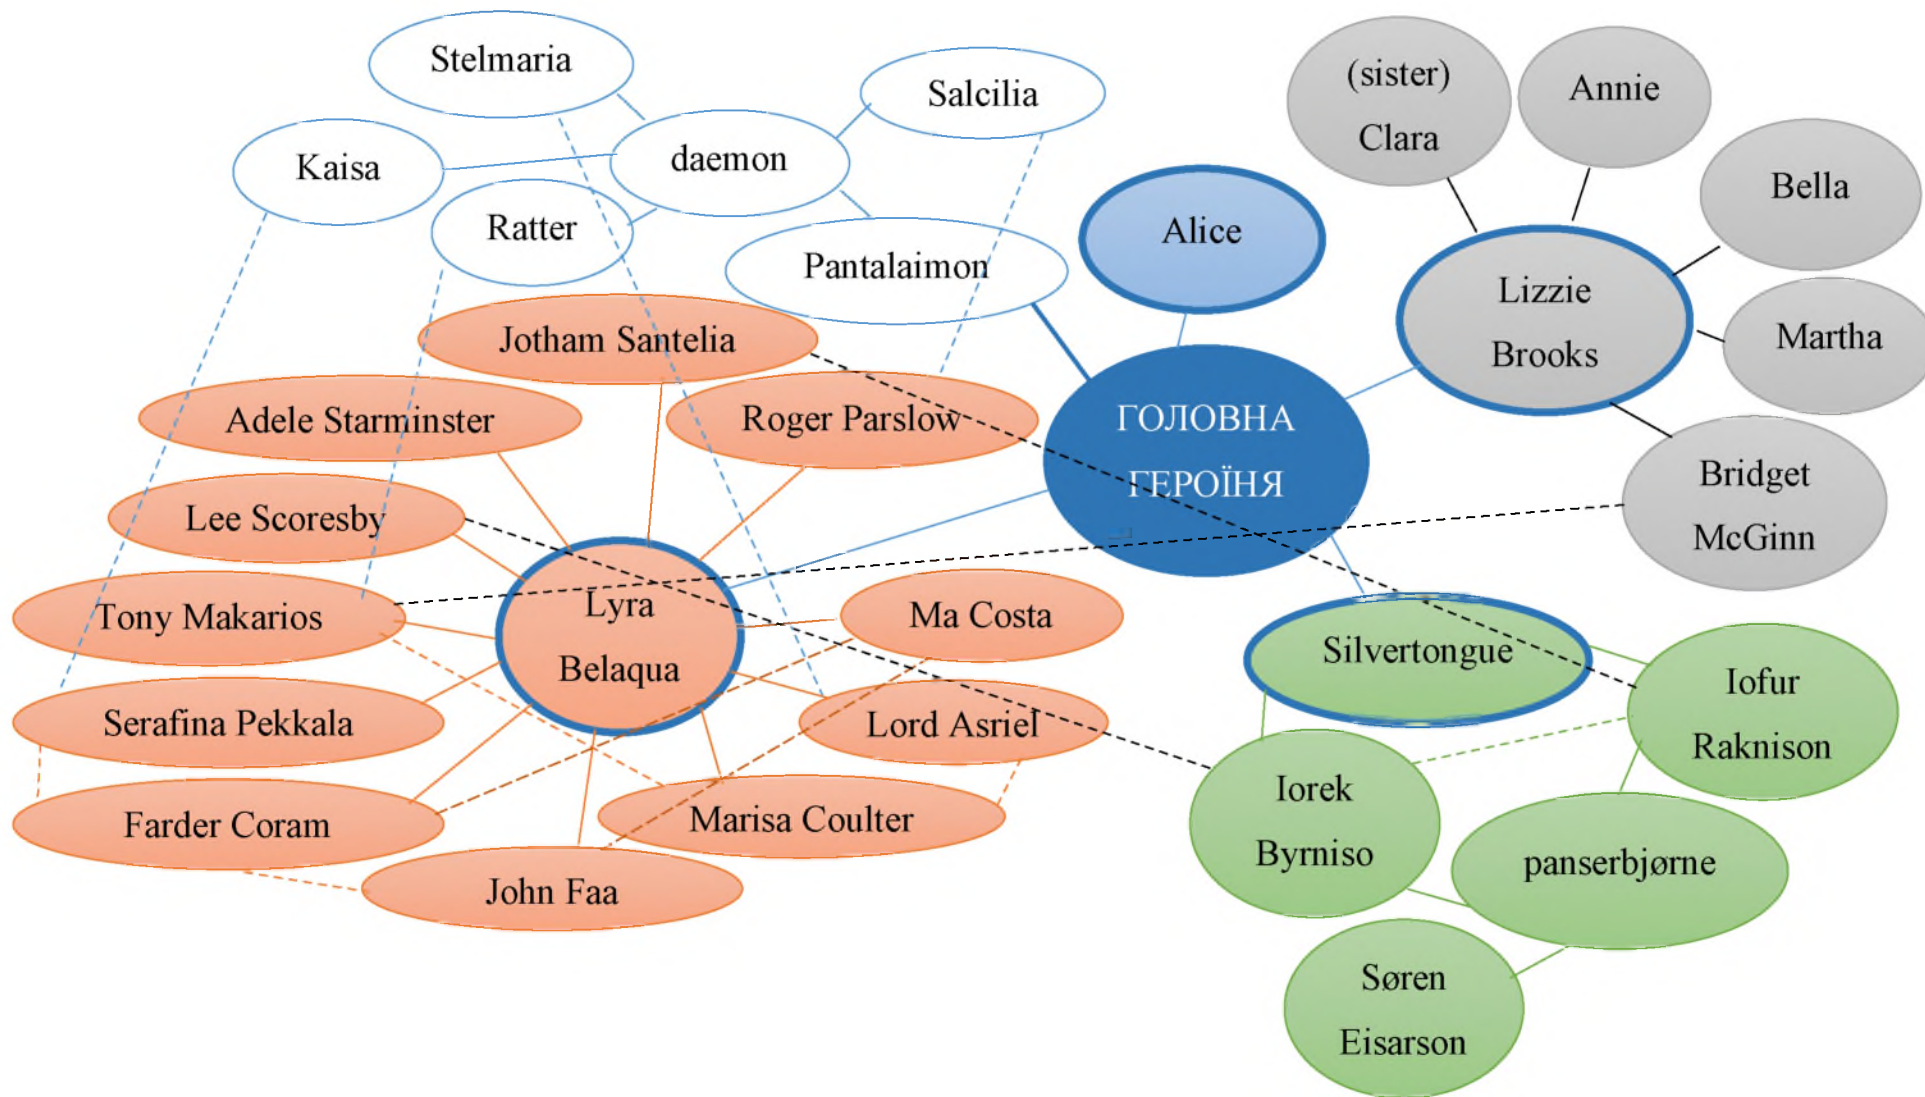 Stelmaria
Salcilia
Kaisa
daemon
Ratter
Pantalaimon
Alice
(sister)
Clara
Annie
Bella
Lizzie
Brooks
Martha
Bridget
McGinn
ГОЛОВНА
ГЕРОЇНЯ
Jotham Santelia
Adele Starminster
Roger Parslow
Lee Scoresby
Tony Makarios
Lyra
Belaqua
Ma Costa
Serafina Pekkala
Lord Asriel
Farder Coram
Marisa Coulter
John Faa
Silvertongue
Iofur
Raknison
Iorek
Byrniso
panserbjørne
Søren
Eisarson